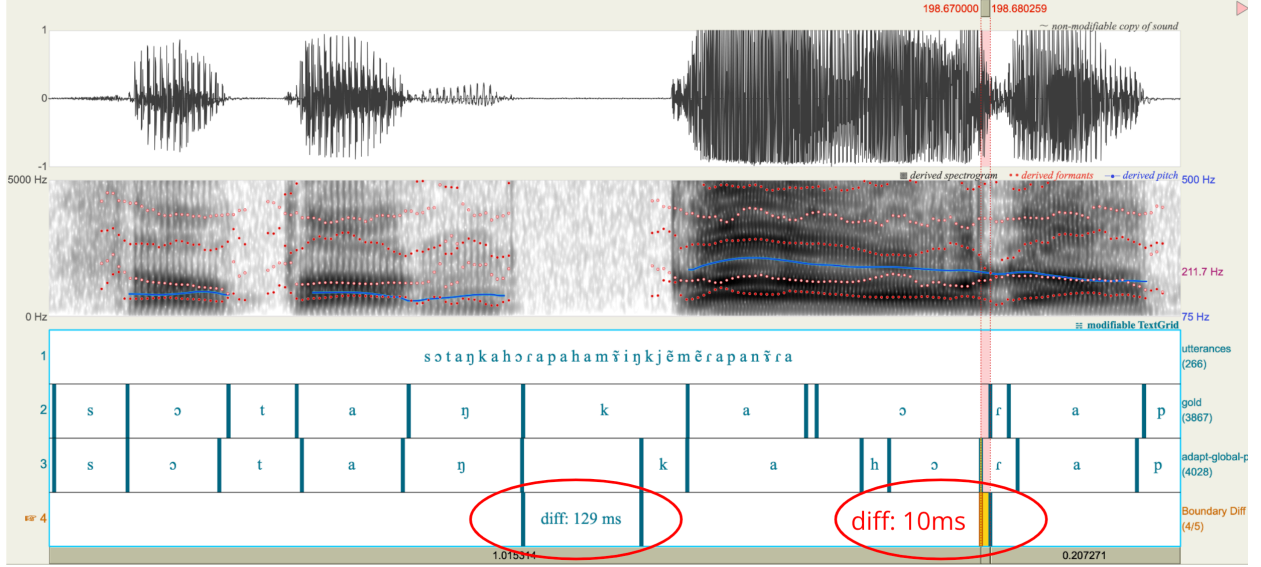 198.670000 198.680259
~ non-modifiable copy of sound
1
0
-1
5000 Hz
derived spectrogram derived formants derived pitch
500 Hz
211.7 Hz
0 Hz
75 Hz
modifiable TextGrid
1 s ɔ t a ŋ k a h ɔ ɾ a p a h a m ɤ̃ i ŋ k j ẽ m ẽ ɾ a p a n ɤ̃ ɾ a utterances
(266)
2 s ɔ t a ŋ k a ɔ ɾ a p gold
(3867)
3 s ɔ t a ŋ k a h ɔ ɾ a p adapt-global-p
(4028)
4 diff: 129 ms diff: 10ms Boundary Diff
(4/5)
1.015314 0.207271